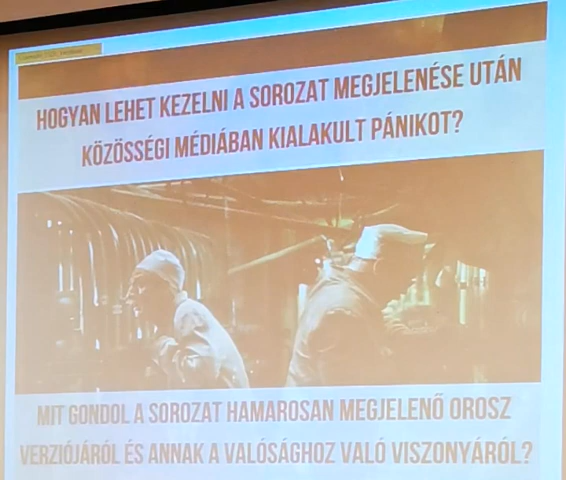 HOGYAN LEHET KEZELNI A SOROZAT MEGJELENÉSE UTÁN
KÖZÖSSÉGI MÉDIÁBAN KIALAKULT PÁNIKOT?
MIT GONDOL A SOROZAT HAMAROSAN MEGJELENŐ OROSZ
VERZIÓJÁRÓL ÉS ANNAK A VALÓSÁGHOZ VALÓ VISZONYÁRÓL?